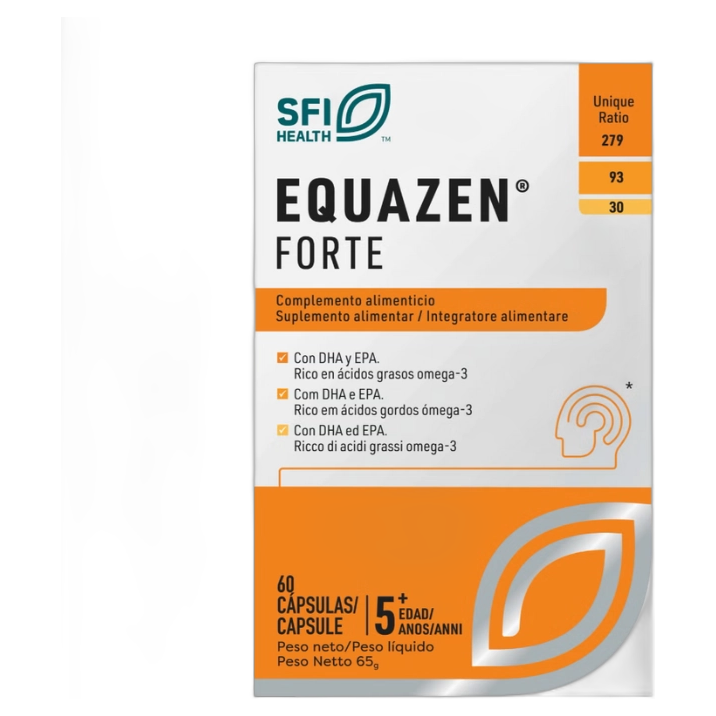 SFI
HEALTH
™
Unique
Ratio
279
93
30
EQUAZEN®
FORTE
Complemento alimenticio
Suplemento alimentar / Integratore alimentare
Con DHA y EPA.
Rico en ácidos grasos omega-3
Com DHA e EPA.
Rico em ácidos gordos ómega-3
Con DHA ed EPA.
Ricco di acidi grassi omega-3
*
60
CÁPSULAS/
CAPSULE
5+
EDAD/
ANOS/ANNI
Peso neto/Peso líquido
Peso Netto 65g